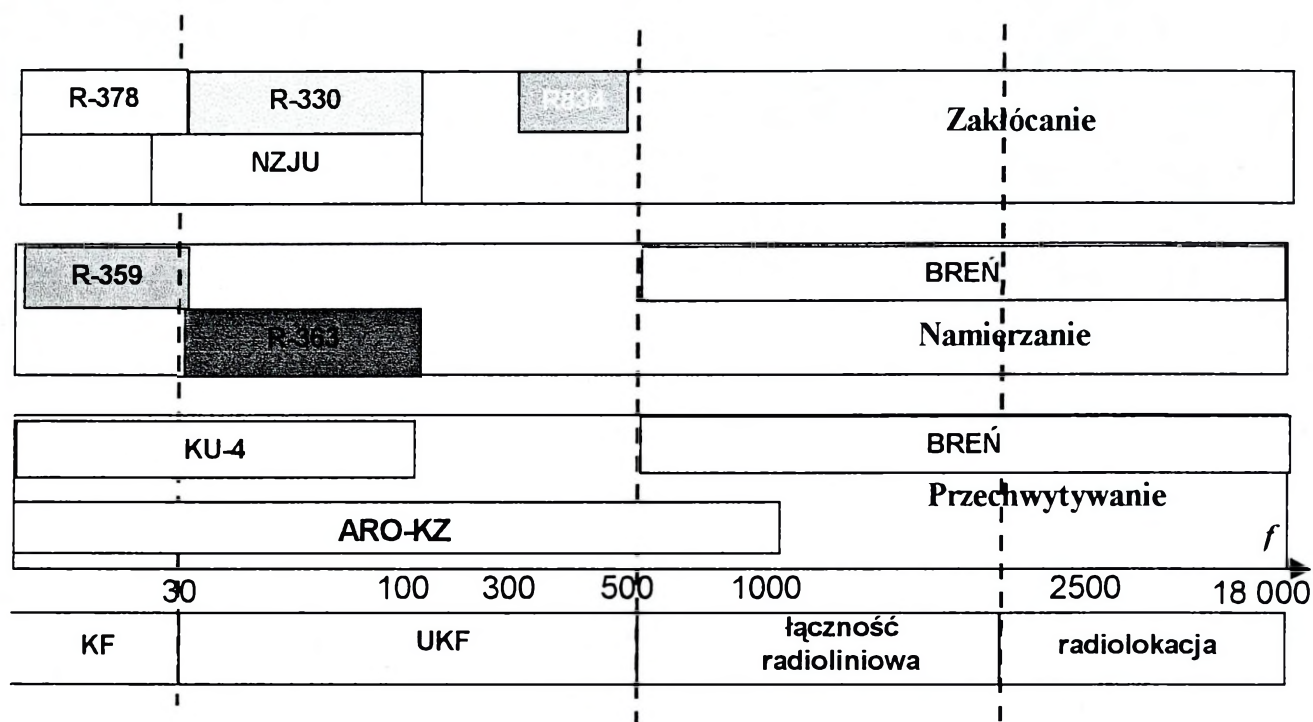 R-378
R-330
R834
Zakłócanie
NZJU
R-359
BREŃ
R-363
Namierzanie
KU-4
BREŃ
Przechwytywanie
ARO-KZ
f
30 100 300 500 1000 2500 18 000
KF
UKF
łączność
radioliniowa
radiolokacja